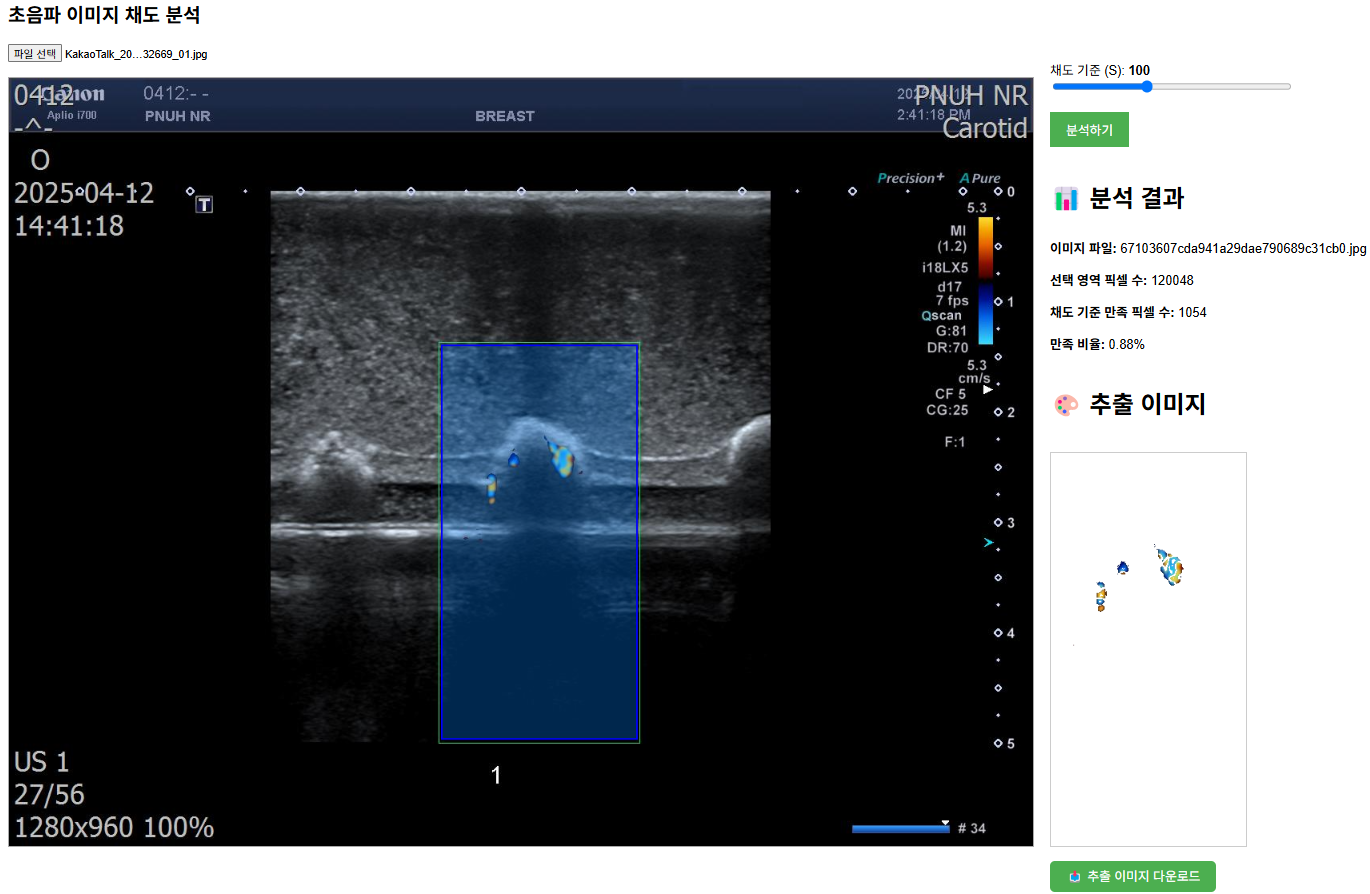 초음파 이미지 채도 분석
파일 선택 KakaoTalk_20...32669_01.jpg
채도 기준 (S): 100
분석하기
📊 분석 결과
이미지 파일: 67103607cda941a29dae790689c31cb0.jpg
선택 영역 픽셀 수: 120048
채도 기준 만족 픽셀 수: 1054
만족 비율: 0.88%
🎨 추출 이미지
추출 이미지 다운로드
0412
Canon
Aplio i700
0412:- -
PNUH NR
BREAST
2:41:18 PM
PNUH NR
Carotid
-^-
O
2025-04-12
14:41:18
T
Precision+ A Pure
5.3
MI
(1.2)
i18LX5
d17
7 fps
Qscan
G:81
DR:70
5.3
cm/s
CF 5
CG:25
F:1
0
1
2
3
4
5
US 1
27/56
1280x960 100%
1
# 34